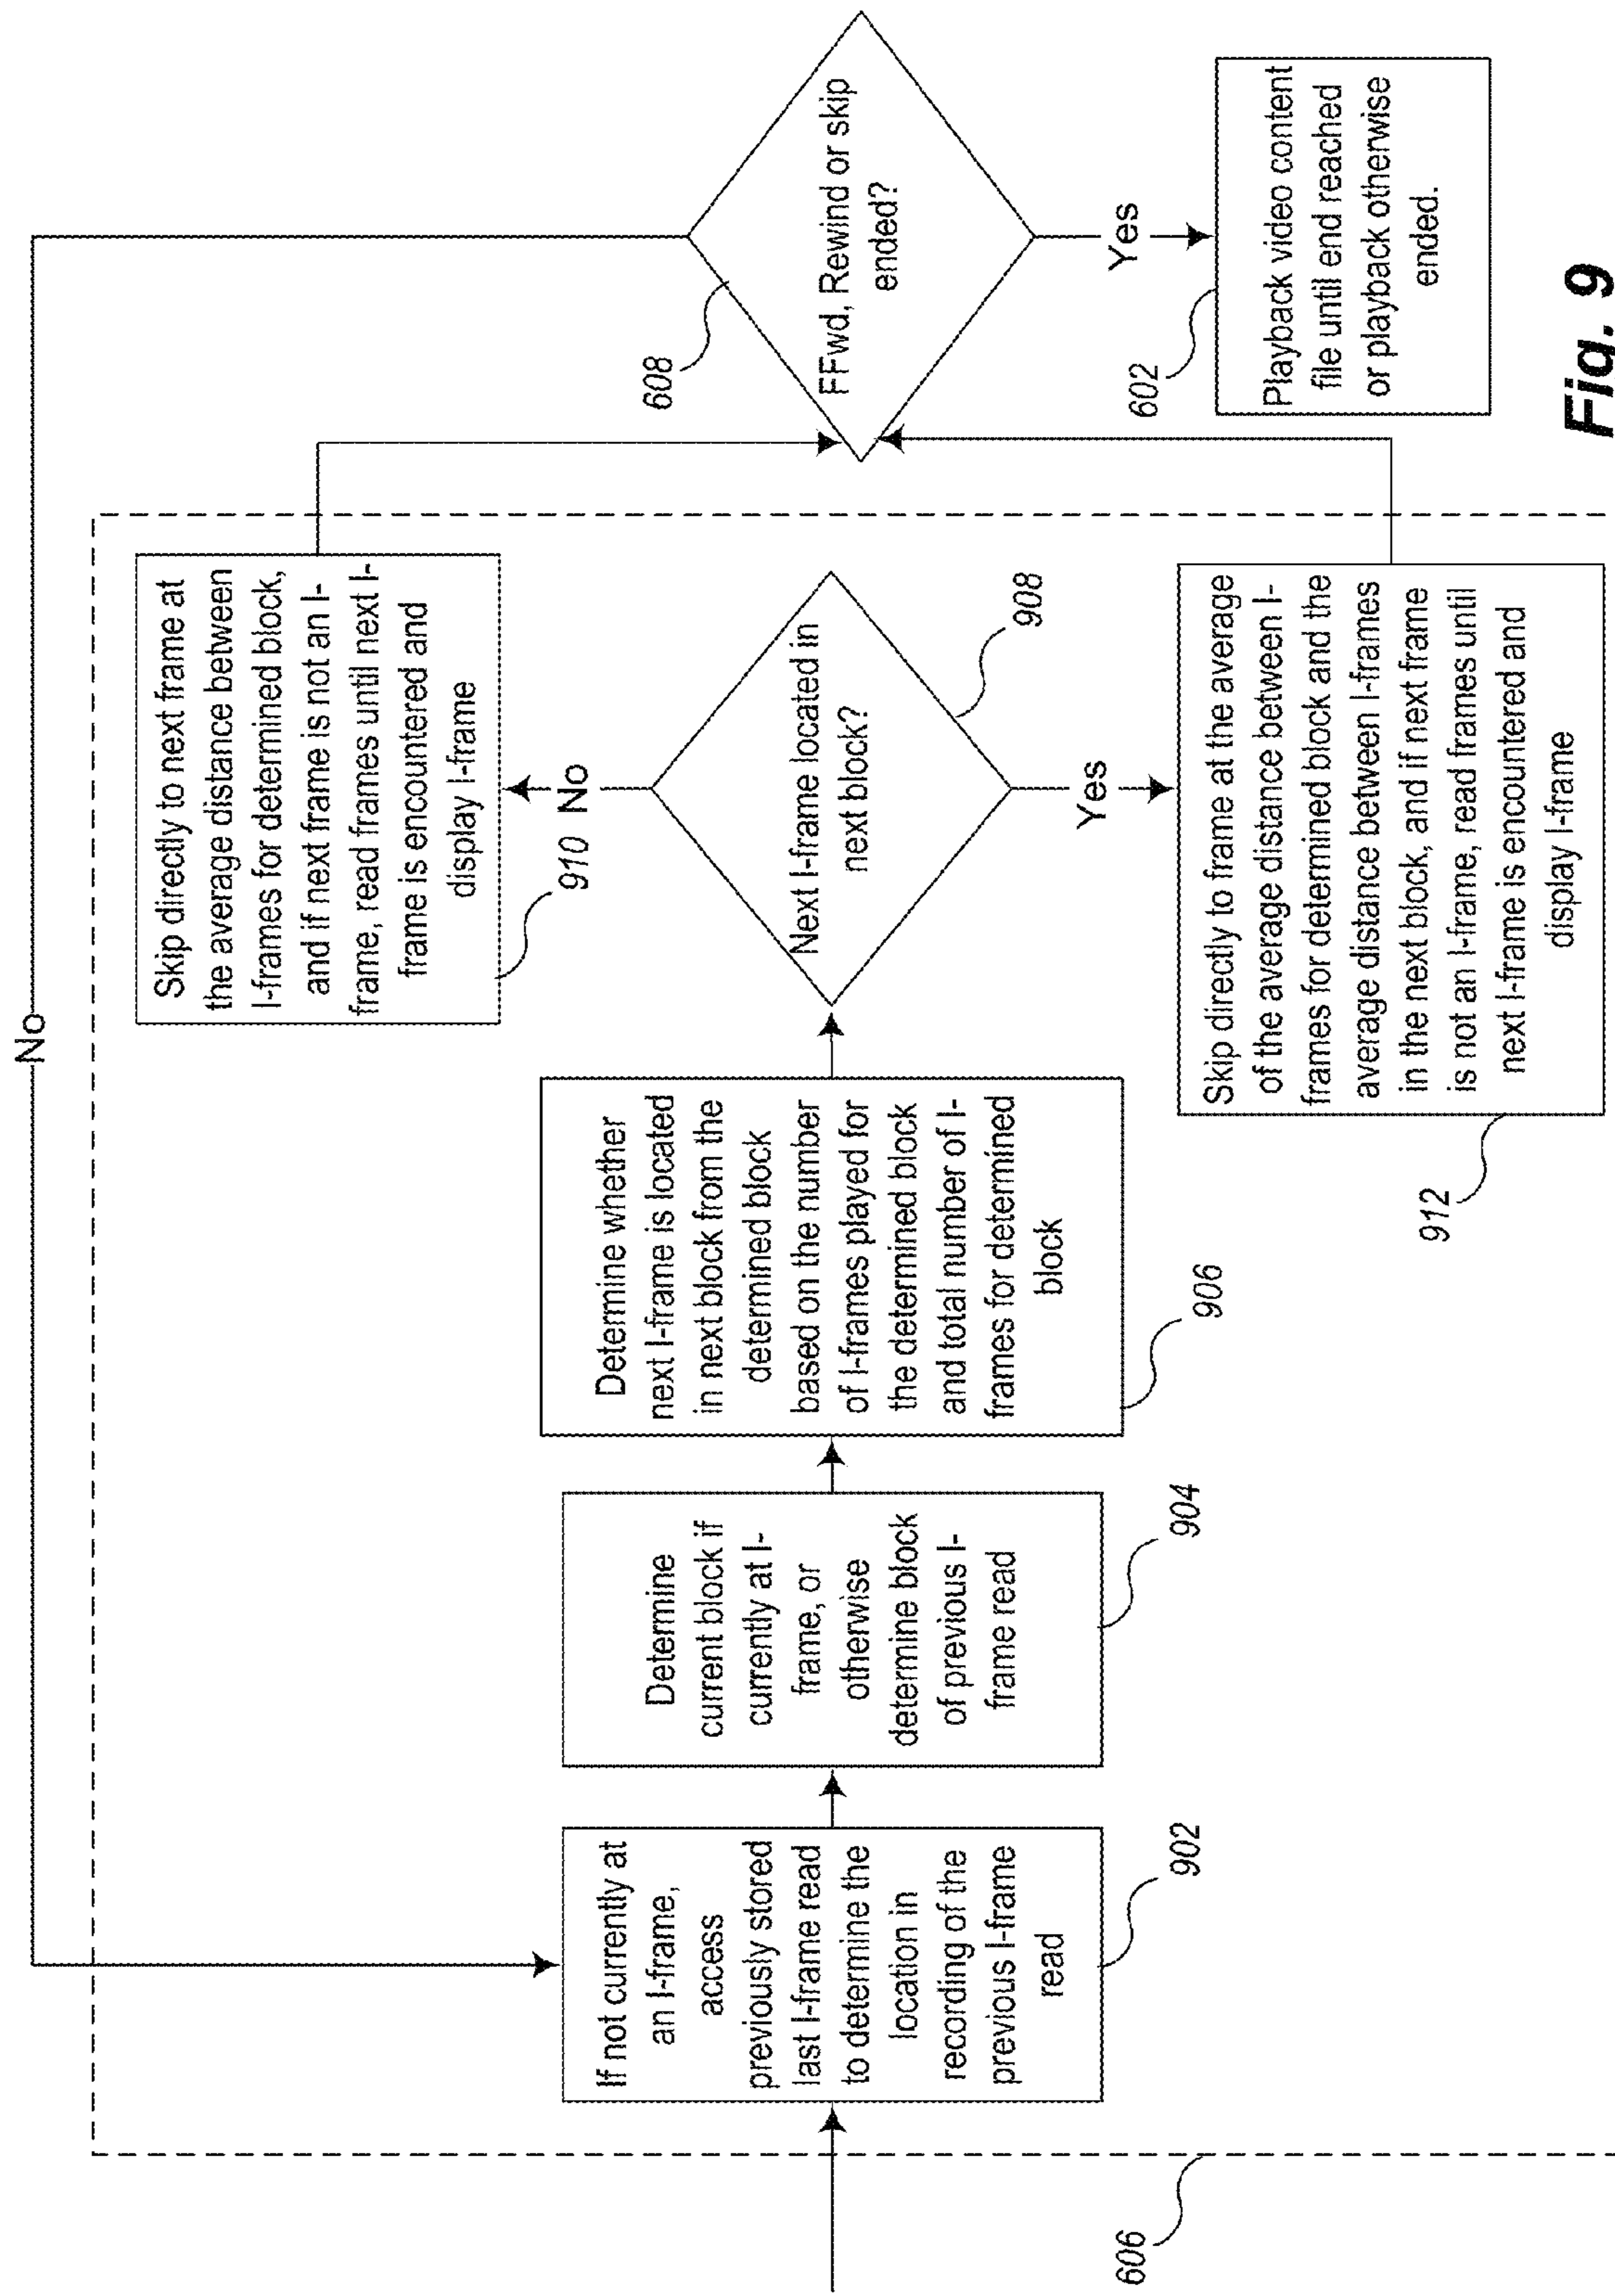 No
If not currently at
an I-frame,
access
previously stored
last I-frame read
to determine the
location in
recording of the
previous I-frame
read
902
Determine
current block if
currently at I-
frame, or
otherwise
determine block
of previous I-
frame read
904
Determine whether
next I-frame is located
in next block from the
determined block
based on the number
of I-frames played for
the determined block
and total number of I-
frames for determined
block
906
Next I-frame located in
next block?
908
No
Skip directly to next frame at
the average distance between
I-frames for determined block,
and if next frame is not an I-
frame, read frames until next I-
frame is encountered and
display I-frame
910
Yes
Skip directly to frame at the average
of the average distance between I-
frames for determined block and the
average distance between I-frames
in the next block, and if next frame
is not an I-frame, read frames until
next I-frame is encountered and
display I-frame
912
FFwd, Rewind or skip
ended?
608
Yes
602
Playback video content
file until end reached
or playback otherwise
ended.
606
Fig. 9